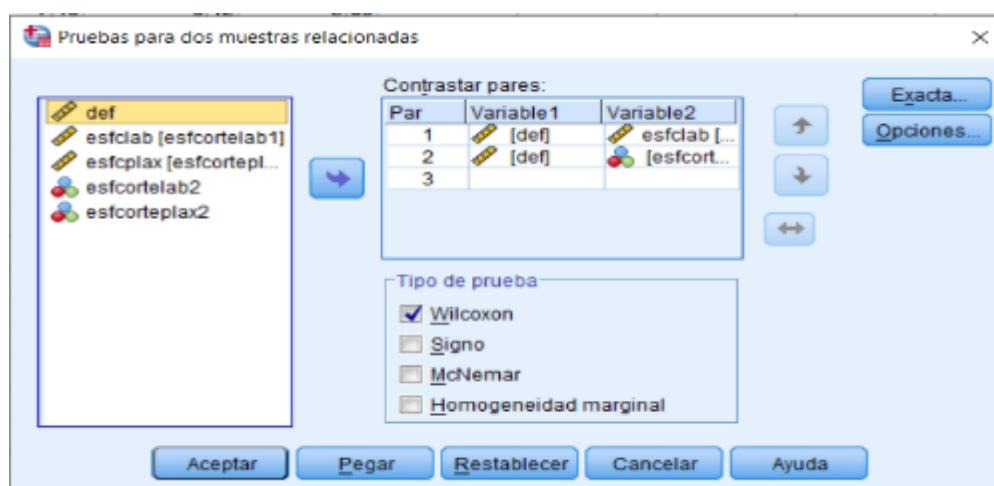 Pruebas para dos muestras relacionadas
def
esfclab [esfcortelab1]
esfcplax [esfcortepl...
esfcortelab2
esfcorteplax2
Contrastar pares:
Par Variable1 Variable2
1 [def] esfclab [...
2 [def] [esfcort...
3
Exacta...
Opciones...
Tipo de prueba
Wilcoxon
Signo
McNemar
Homogeneidad marginal
Aceptar Pegar Restablecer Cancelar Ayuda